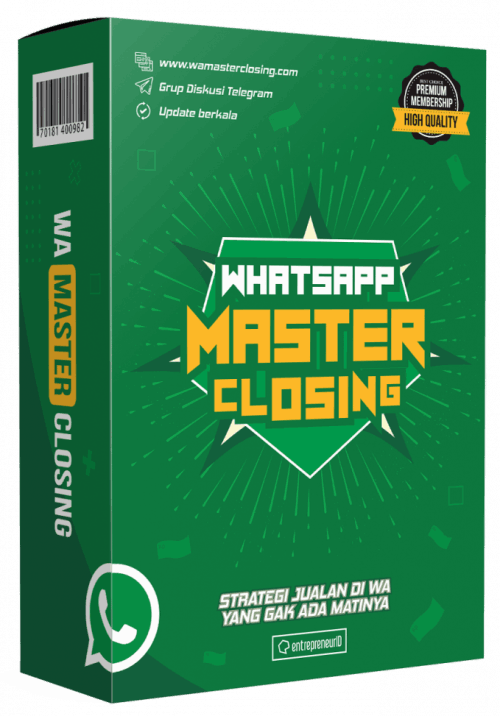 www.wamasterclosing.com
Grup Diskusi Telegram
Update berkala
BEST CHOICE
PREMIUM
MEMBERSHIP
HIGH QUALITY
70181 400982
WA MASTER CLOSING
WHATSAPP
MASTER
CLOSING
STRATEGI JUALAN DI WA
YANG GAK ADA MATINYA
entrepreneurID